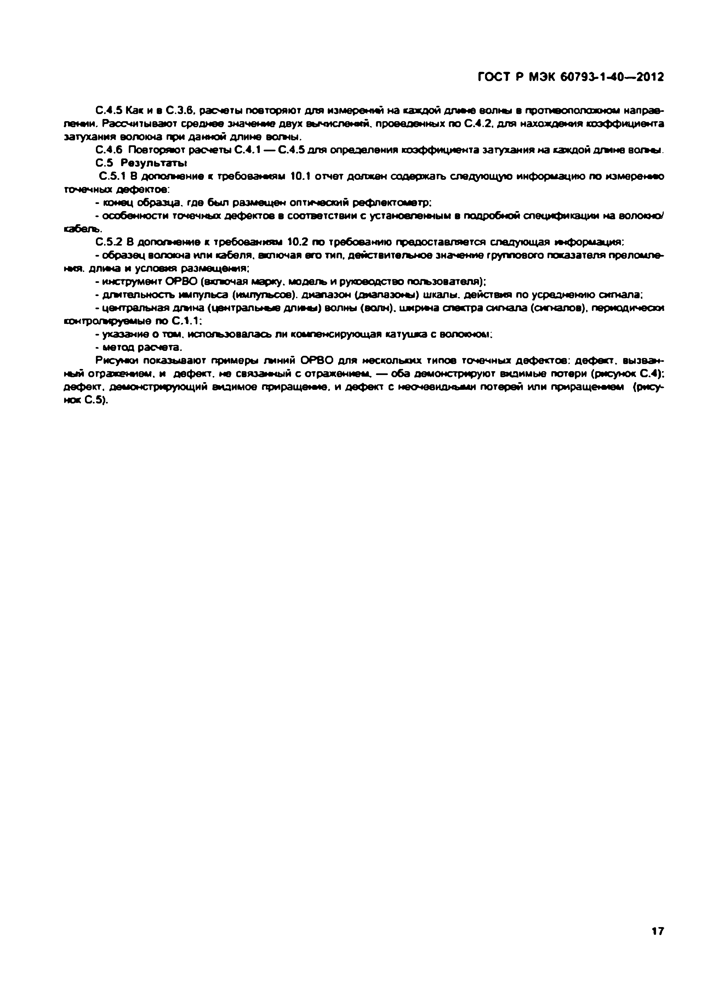 ГОСТ Р МЭК 60793-1-40—2012
С.4.5 Как и в С.3.6, расчеты повторяют для измерений на каждой длине волны в противоположном направ-
лении. Рассчитывают среднее значение двух вычислений, проведенных по С.4.2, для нахождения коэффициента
затухания волокна при данной длине волны.
С.4.6 Повторяют расчеты С.4.1 — С.4.5 для определения коэффициента затухания на каждой длине волны.
С.5 Результаты
С.5.1 В дополнение к требованиям 10.1 отчет должен содержать следующую информацию по измерению
точечных дефектов:
- конец образца, где был размещен оптический рефлектометр;
- особенности точечных дефектов в соответствии с установленным в подробной спецификации на волокно/
кабель.
С.5.2 В дополнение к требованиям 10.2 по требованию предоставляется следующая информация:
- образец волокна или кабеля, включая его тип, действительное значение группового показателя преломле-
ния, длина и условия размещения;
- инструмент ОРВО (включая марку, модель и руководство пользователя);
- длительность импульса (импульсов), диапазон (диапазоны) шкалы, действия по усреднению сигнала;
- центральная длина (центральные длины) волны (волн), ширина спектра сигнала (сигналов), периодически
контролируемые по С.1.1;
- указание о том, использовалась ли компенсирующая катушка с волокном;
- метод расчета.
Рисунки показывают примеры линий ОРВО для нескольких типов точечных дефектов: дефект, вызван-
ный отражением, и дефект, не связанный с отражением, — оба демонстрируют видимые потери (рисунок С.4);
дефект, демонстрирующий видимое приращение, и дефект с неочевидными потерей или приращением (рису-
нок С.5).
17